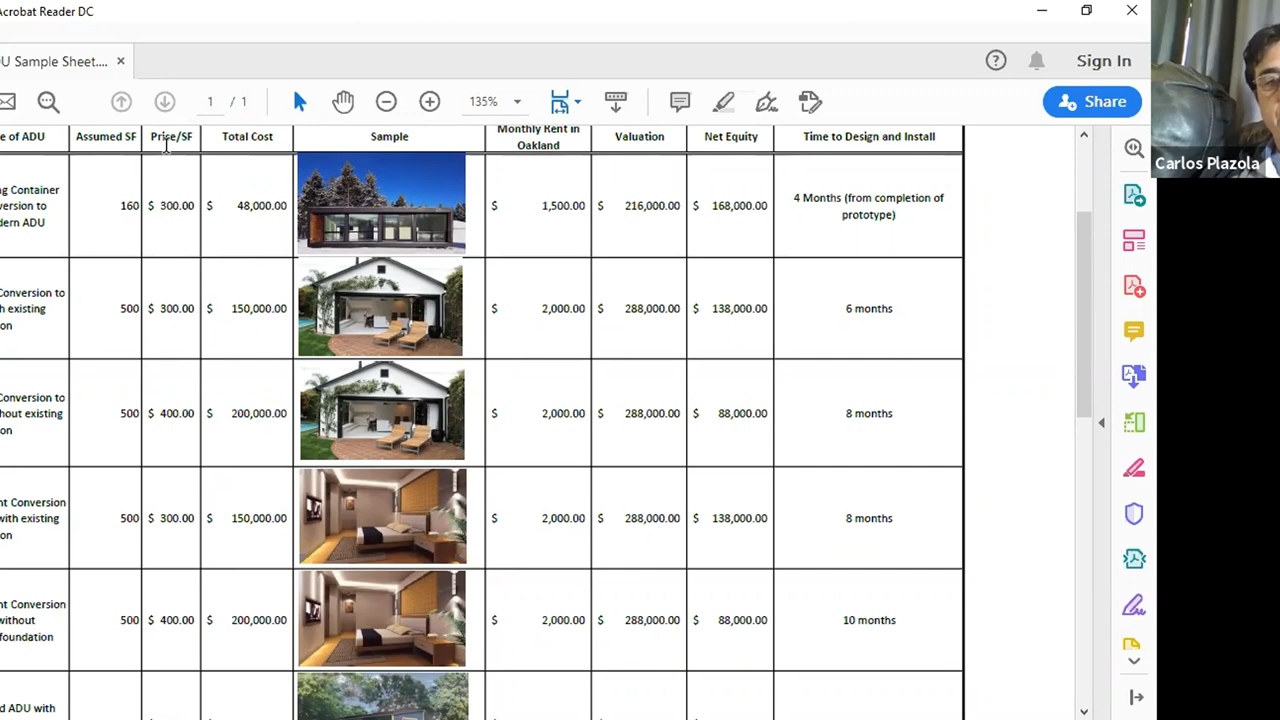 Acrobat Reader DC
DU Sample Sheet.... ×
Sign In
1 / 1
135%
Share
e of ADU Assumed SF Price/SF Total Cost Sample Monthly Rent in Oakland Valuation Net Equity Time to Design and Install
ng Container
version to
dern ADU
160 $ 300.00 $ 48,000.00 $ 1,500.00 $ 216,000.00 $ 168,000.00
4 Months (from completion of
prototype)
Conversion to
h existing
on
500 $ 300.00 $ 150,000.00 $ 2,000.00 $ 288,000.00 $ 138,000.00 6 months
Conversion to
hout existing
on
500 $ 400.00 $ 200,000.00 $ 2,000.00 $ 288,000.00 $ 88,000.00 8 months
nt Conversion
with existing
on
500 $ 300.00 $ 150,000.00 $ 2,000.00 $ 288,000.00 $ 138,000.00 8 months
nt Conversion
without
foundation
500 $ 400.00 $ 200,000.00 $ 2,000.00 $ 288,000.00 $ 88,000.00 10 months
d ADU with
Carlos Plazola